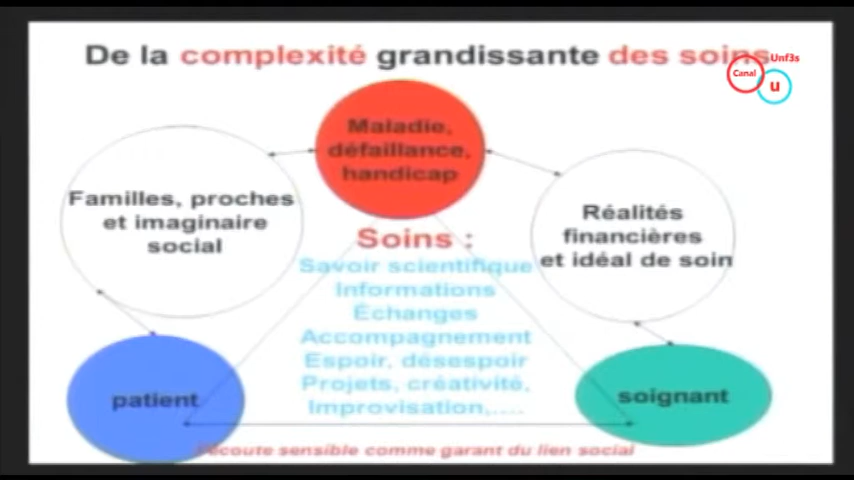 De la complexité grandissante des soins
Unf3s
Canal
u
Maladie,
défaillance,
handicap
Familles, proches
et imaginaire
social
Réalités
financières
et idéal de soin
Soins :
Savoir scientifique
Informations
Échanges
Accompagnement
Espoir, désespoir
Projets, créativité,
Improvisation,....
patient
soignant
l'écoute sensible comme garant du lien social